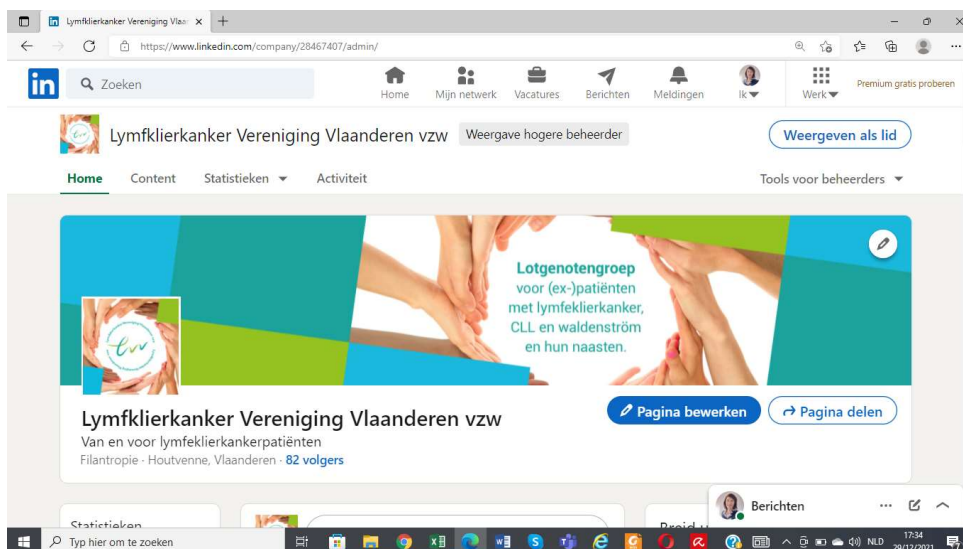 Lymfklierkanker Vereniging Vlaa
https://www.linkedin.com/company/28467407/admin/
in
Zoeken
Home
Mijn netwerk
Vacatures
Berichten
Meldingen
Ik
Werk
Premium gratis proberen
Lymfklierkanker Vereniging Vlaanderen vzw
Weergave hogere beheerder
Weergeven als lid
Home
Content
Statistieken
Activiteit
Tools voor beheerders
Lotgenotengroep
voor (ex-)patiënten
met lymfeklierkanker,
CLL en waldenström
en hun naasten.
lvv
Lymfklierkanker Vereniging Vlaanderen vzw
Pagina bewerken
Pagina delen
Van en voor lymfeklierkankerpatiënten
Filantropie · Houtvenne, Vlaanderen · 82 volgers
Berichten
Statistieken
Typ hier om te zoeken
NLD
17:34
29/12/2021